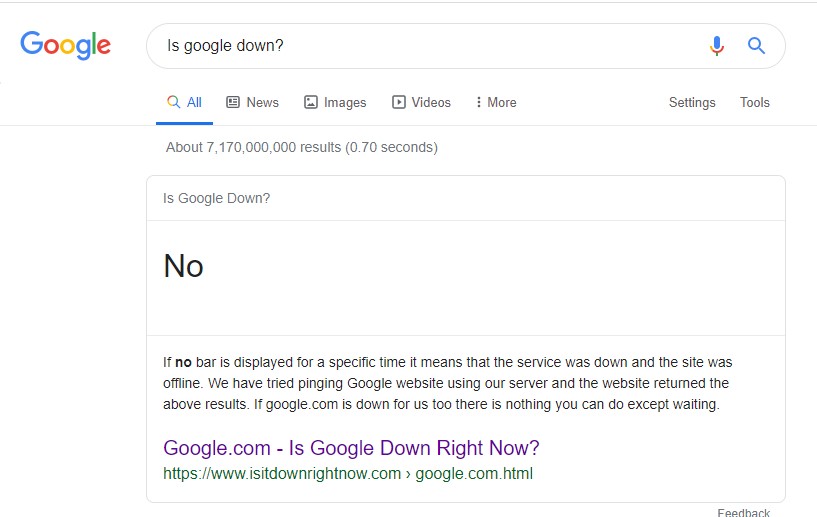 Google
Is google down?
All News Images Videos More Settings Tools
About 7,170,000,000 results (0.70 seconds)
Is Google Down?
No
If no bar is displayed for a specific time it means that the service was down and the site was
offline. We have tried pinging Google website using our server and the website returned the
above results. If google.com is down for us too there is nothing you can do except waiting.
Google.com - Is Google Down Right Now?
https://www.isitdownrightnow.com › google.com.html
Feedback